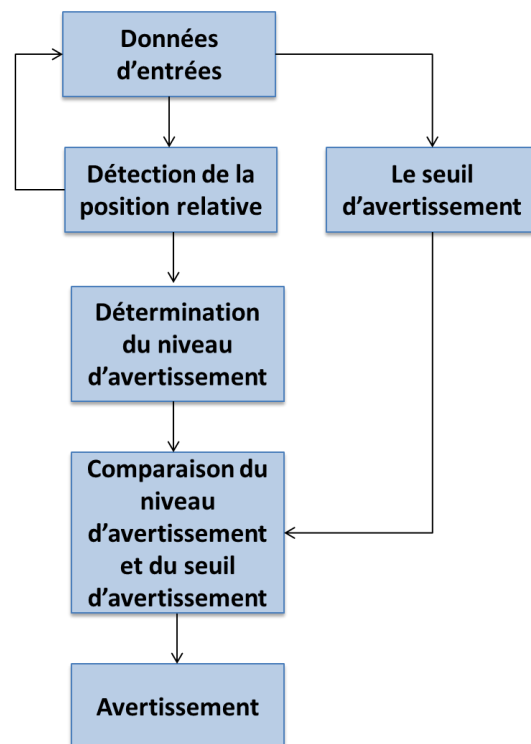 Données
d'entrées
Détection de la
position relative
Le seuil
d'avertissement
Détermination
du niveau
d'avertissement
Comparaison du
niveau
d'avertissement
et du seuil
d'avertissement
Avertissement